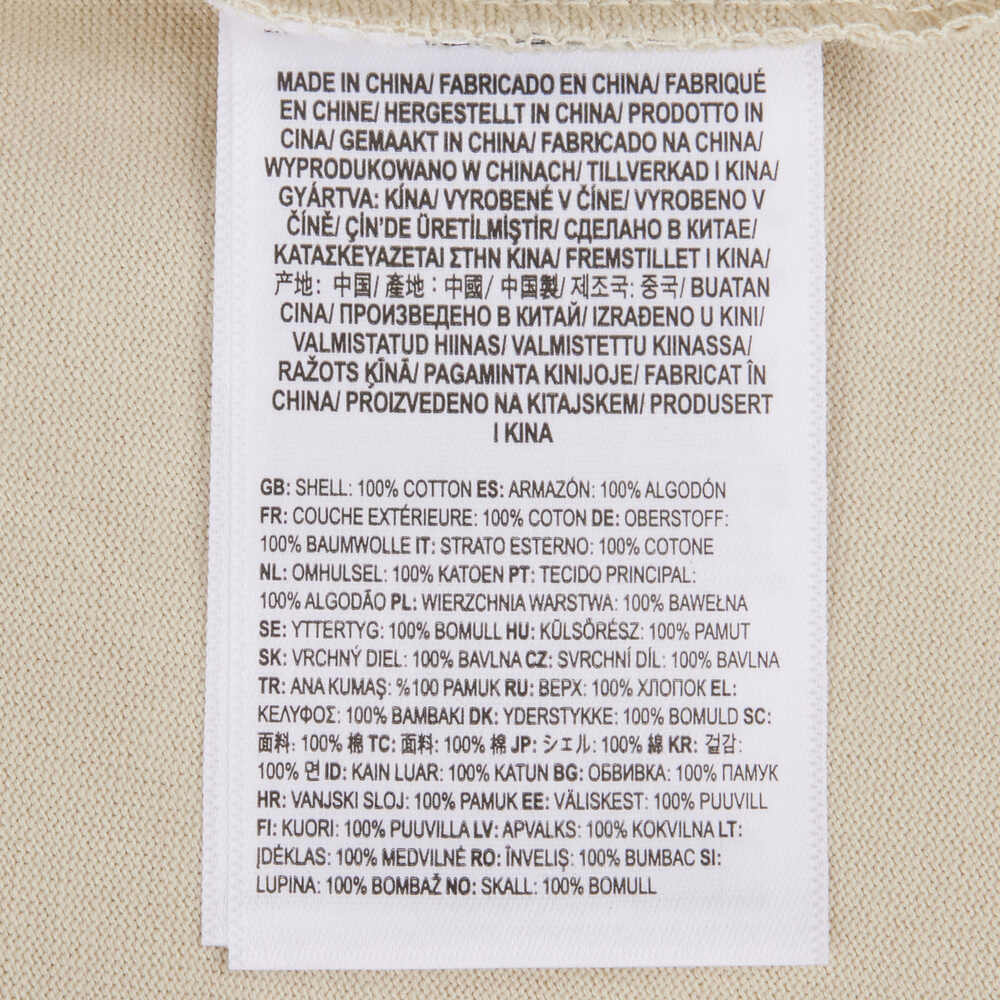 MADE IN CHINA/ FABRICADO EN CHINA/ FABRIQUÉ
EN CHINE/ HERGESTELLT IN CHINA/ PRODOTTO IN
CINA/ GEMAAKT IN CHINA/ FABRICADO NA CHINA/
WYPRODUKOWANO W CHINACH/ TILLVERKAD I KINA/
GYÁRTVA: KÍNA/ VYROBENÉ V ČÍNE/ VYROBENO V
ČÍNĚ/ ÇİN'DE ÜRETİLMİŞTİR/ СДЕЛАНО В КИТАЕ/
ΚΑΤΑΣΚΕΥΑΖΕΤΑΙ ΣΤΗΝ ΚΙΝΑ/ FREMSTILLET I KINA/
产地: 中国/ 產地: 中國/ 中国製/ 제조국: 중국/ BUATAN
CINA/ ПРОИЗВЕДЕНО В КИТАЙ/ IZRAĐENO U KINI/
VALMISTATUD HIINAS/ VALMISTETTU KIINASSA/
RAŽOTS ĶĪNĀ/ PAGAMINTA KINIJOJE/ FABRICAT ÎN
CHINA/ PROIZVEDENO NA KITAJSKEM/ PRODUSERT
I KINA
GB: SHELL: 100% COTTON ES: ARMAZÓN: 100% ALGODÓN
FR: COUCHE EXTÉRIEURE: 100% COTON DE: OBERSTOFF:
100% BAUMWOLLE IT: STRATO ESTERNO: 100% COTONE
NL: OMHULSEL: 100% KATOEN PT: TECIDO PRINCIPAL:
100% ALGODÃO PL: WIERZCHNIA WARSTWA: 100% BAWEŁNA
SE: YTTERTYG: 100% BOMULL HU: KÜLSŐRÉSZ: 100% PAMUT
SK: VRCHNÝ DIEL: 100% BAVLNA CZ: SVRCHNÍ DÍL: 100% BAVLNA
TR: ANA KUMAŞ: %100 PAMUK RU: ВЕРХ: 100% ХЛОПОК EL:
ΚΕΛΥΦΟΣ: 100% ΒΑΜΒΑΚΙ DK: YDERSTYKKE: 100% BOMULD SC:
面料: 100% 棉 TC: 面料: 100% 棉 JP: シェル: 100% 綿 KR: 겉감:
100% 면 ID: KAIN LUAR: 100% KATUN BG: ОБВИВКА: 100% ПАМУК
HR: VANJSKI SLOJ: 100% PAMUK EE: VÄLISKEST: 100% PUUVILL
FI: KUORI: 100% PUUVILLA LV: APVALKS: 100% KOKVILNA LT:
ĮDĖKLAS: 100% MEDVILNĖ RO: ÎNVELIȘ: 100% BUMBAC SI:
LUPINA: 100% BOMBAŽ NO: SKALL: 100% BOMULL